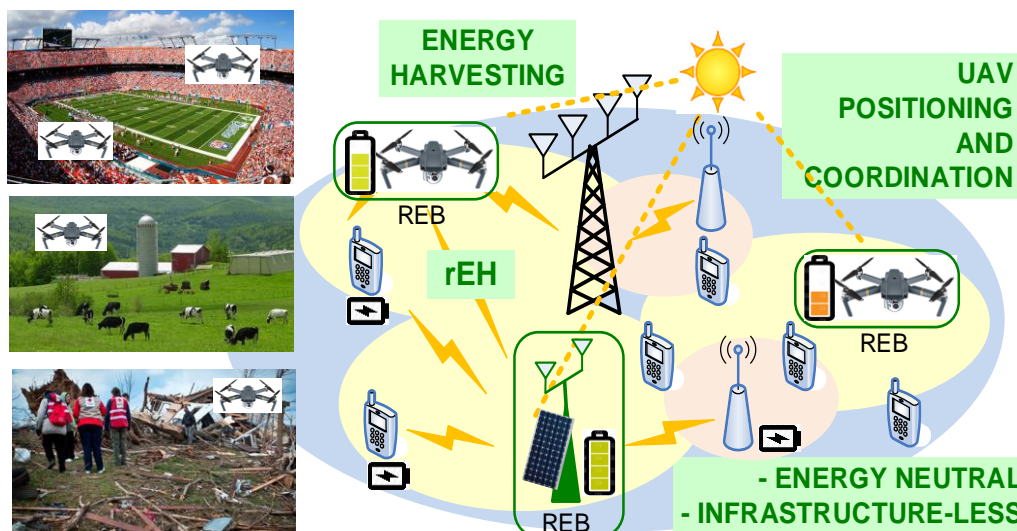 ENERGY
HARVESTING
UAV
POSITIONING
AND
COORDINATION
REB
rEH
REB
REB
- ENERGY NEUTRAL
- INFRASTRUCTURE-LESS